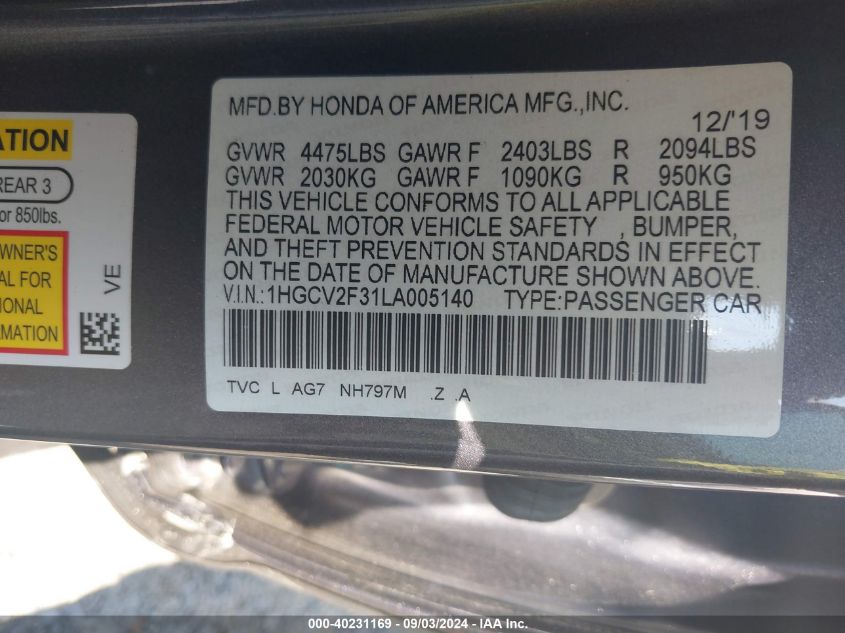 ATION
REAR 3
or 850lbs.
OWNER'S
AL FOR
IONAL
RMATION
VE
MFD.BY HONDA OF AMERICA MFG.,INC.
12/'19
GVWR 4475LBS GAWR F 2403LBS R 2094LBS
GVWR 2030KG GAWR F 1090KG R 950KG
THIS VEHICLE CONFORMS TO ALL APPLICABLE
FEDERAL MOTOR VEHICLE SAFETY , BUMPER,
AND THEFT PREVENTION STANDARDS IN EFFECT
ON THE DATE OF MANUFACTURE SHOWN ABOVE.
V.I.N.:1HGCV2F31LA005140 TYPE:PASSENGER CAR
TVC L AG7 NH797M .Z .A
000-40231169 - 09/03/2024 - IAA Inc.